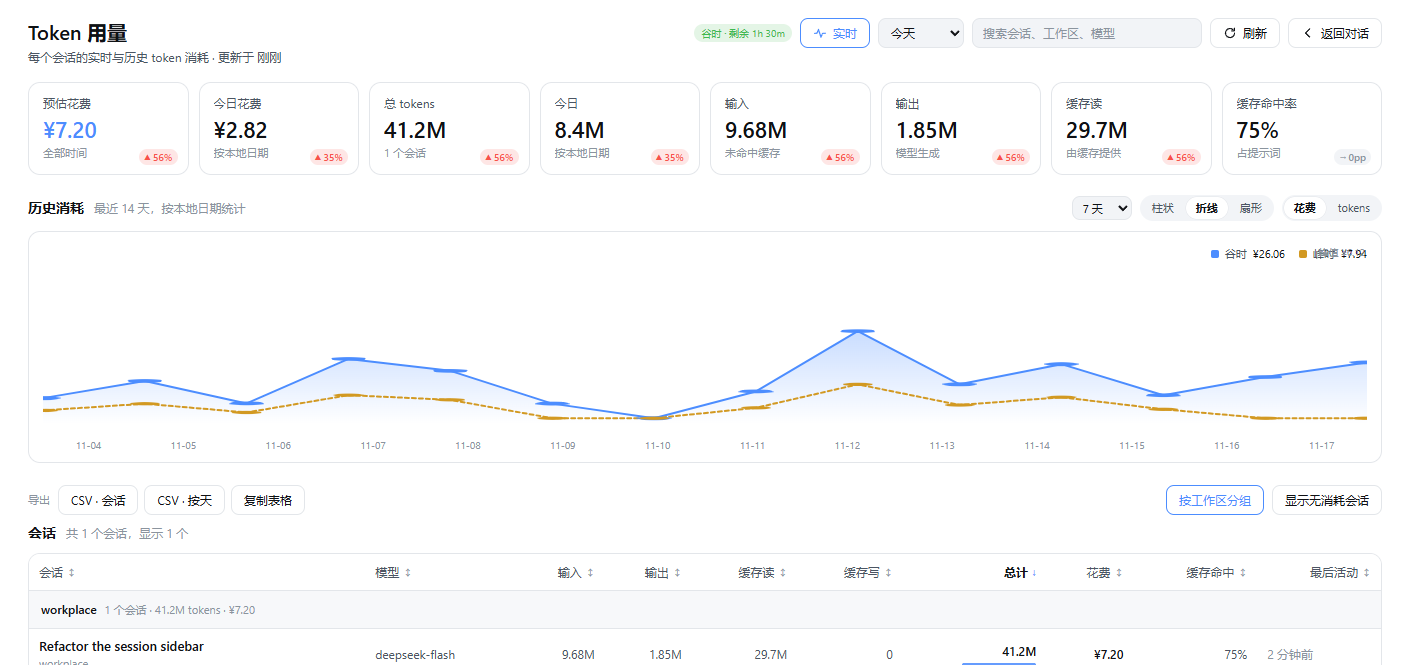 Token 用量
谷时 · 剩余 1h 30m
实时
今天
搜索会话、工作区、模型
刷新
返回对话
每个会话的实时与历史 token 消耗 · 更新于 刚刚
预估花费
¥7.20
全部时间
▲56%
今日花费
¥2.82
按本地日期
▲35%
总 tokens
41.2M
1 个会话
▲56%
今日
8.4M
按本地日期
▲35%
输入
9.68M
未命中缓存
▲56%
输出
1.85M
模型生成
▲56%
缓存读
29.7M
由缓存提供
▲56%
缓存命中率
75%
占提示词
→0pp
历史消耗 最近 14 天，按本地日期统计
7 天
柱状 折线 扇形
花费 tokens
谷时 ¥26.06
¥7.94
11-04 11-05 11-06 11-07 11-08 11-09 11-10 11-11 11-12 11-13 11-14 11-15 11-16 11-17
导出 CSV · 会话 CSV · 按天 复制表格
按工作区分组 显示无消耗会话
会话 共 1 个会话，显示 1 个
会话 ↕ 模型 ↕ 输入 ↕ 输出 ↕ 缓存读 ↕ 缓存写 ↕ 总计 ↓ 花费 ↕ 缓存命中 ↕ 最后活动 ↕
workplace 1 个会话 · 41.2M tokens · ¥7.20
Refactor the session sidebar
workplace
deepseek-flash 9.68M 1.85M 29.7M 0 41.2M ¥7.20 75% 2 分钟前